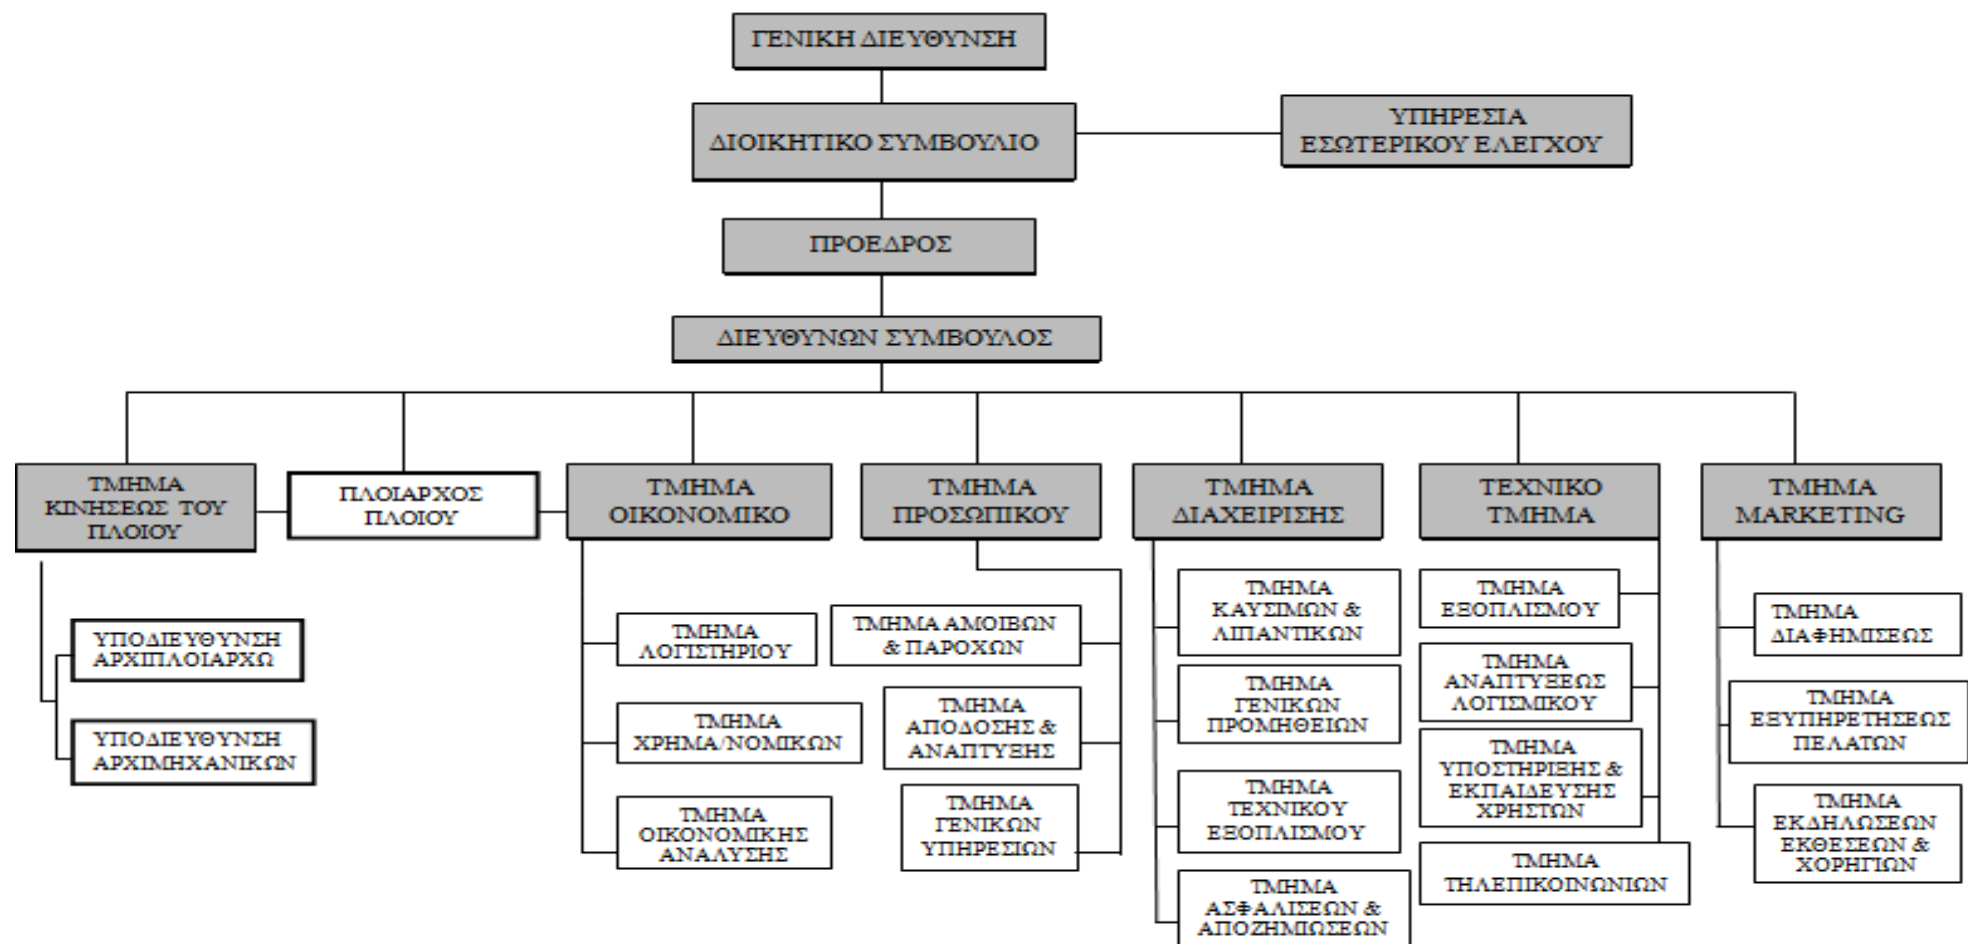 ΓΕΝΙΚΗ ΔΙΕΥΘΥΝΣΗ
ΔΙΟΙΚΗΤΙΚΟ ΣΥΜΒΟΥΛΙΟ
ΥΠΗΡΕΣΙΑ
ΕΣΩΤΕΡΙΚΟΥ ΕΛΕΓΧΟΥ
ΠΡΟΕΔΡΟΣ
ΔΙΕΥΘΥΝΩΝ ΣΥΜΒΟΥΛΟΣ
ΤΜΗΜΑ
ΚΙΝΗΣΕΩΣ ΤΟΥ
ΠΛΟΙΟΥ
ΠΛΟΙΑΡΧΟΣ
ΠΛΟΙΟΥ
ΤΜΗΜΑ
ΟΙΚΟΝΟΜΙΚΟ
ΤΜΗΜΑ
ΠΡΟΣΩΠΙΚΟΥ
ΤΜΗΜΑ
ΔΙΑΧΕΙΡΙΣΗΣ
ΤΕΧΝΙΚΟ
ΤΜΗΜΑ
ΤΜΗΜΑ
MARKETING
ΥΠΟΔΙΕΥΘΥΝΣΗ
ΑΡΧΙΠΛΟΙΑΡΧΩ
ΥΠΟΔΙΕΥΘΥΝΣΗ
ΑΡΧΙΜΗΧΑΝΙΚΩΝ
ΤΜΗΜΑ
ΛΟΓΙΣΤΗΡΙΟΥ
ΤΜΗΜΑ
ΧΡΗΜΑ/ΝΟΜΙΚΩΝ
ΤΜΗΜΑ
ΟΙΚΟΝΟΜΙΚΗΣ
ΑΝΑΛΥΣΗΣ
ΤΜΗΜΑ ΑΜΟΙΒΩΝ
& ΠΑΡΟΧΩΝ
ΤΜΗΜΑ
ΑΠΟΔΟΣΗΣ &
ΑΝΑΠΤΥΞΗΣ
ΤΜΗΜΑ
ΓΕΝΙΚΩΝ
ΥΠΗΡΕΣΙΩΝ
ΤΜΗΜΑ
ΚΑΥΣΙΜΩΝ &
ΛΙΠΑΝΤΙΚΩΝ
ΤΜΗΜΑ
ΓΕΝΙΚΩΝ
ΠΡΟΜΗΘΕΙΩΝ
ΤΜΗΜΑ
ΤΕΧΝΙΚΟΥ
ΕΞΟΠΛΙΣΜΟΥ
ΤΜΗΜΑ
ΑΣΦΑΛΙΣΕΩΝ &
ΑΠΟΖΗΜΙΩΣΕΩΝ
ΤΜΗΜΑ
ΕΞΟΠΛΙΣΜΟΥ
ΤΜΗΜΑ
ΑΝΑΠΤΥΞΕΩΣ
ΛΟΓΙΣΜΙΚΟΥ
ΤΜΗΜΑ
ΥΠΟΣΤΗΡΙΞΗΣ &
ΕΚΠΑΙΔΕΥΣΗΣ
ΧΡΗΣΤΩΝ
ΤΜΗΜΑ
ΤΗΛΕΠΙΚΟΙΝΩΝΙΩΝ
ΤΜΗΜΑ
ΔΙΑΦΗΜΙΣΕΩΣ
ΤΜΗΜΑ
ΕΞΥΠΗΡΕΤΗΣΕΩΣ
ΠΕΛΑΤΩΝ
ΤΜΗΜΑ
ΕΚΔΗΛΩΣΕΩΝ
ΕΚΘΕΣΕΩΝ &
ΧΟΡΗΓΙΩΝ